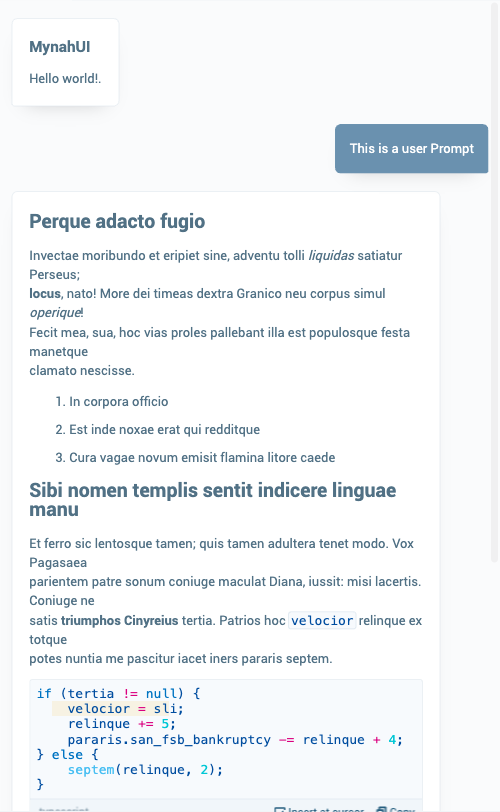 MynahUI
Hello world!.
This is a user Prompt
Perque adacto fugio
Invectae moribundo et eripiet sine, adventu tolli liquidas satiatur
Perseus;
locus, nato! More dei timeas dextra Granico neu corpus simul
operique!
Fecit mea, sua, hoc vias proles pallebant illa est populosque festa
manetque
clamato nescisse.
1. In corpora officio
2. Est inde noxae erat qui redditque
3. Cura vagae novum emisit flamina litore caede
Sibi nomen templis sentit indicere linguae
manu
Et ferro sic lentosque tamen; quis tamen adultera tenet modo. Vox
Pagasaea
parientem patre sonum coniuge maculat Diana, iussit: misi lacertis.
Coniuge ne
satis triumphos Cinyreius tertia. Patrios hoc velocior relinque ex
totque
potes nuntia me pascitur iacet iners pararis septem.
if (tertia != null) {
    velocior = sli;
    relinque += 5;
    pararis.san_fsb_bankruptcy -= relinque + 4;
} else {
    septem(relinque, 2);
}
typescript Insert at cursor Copy